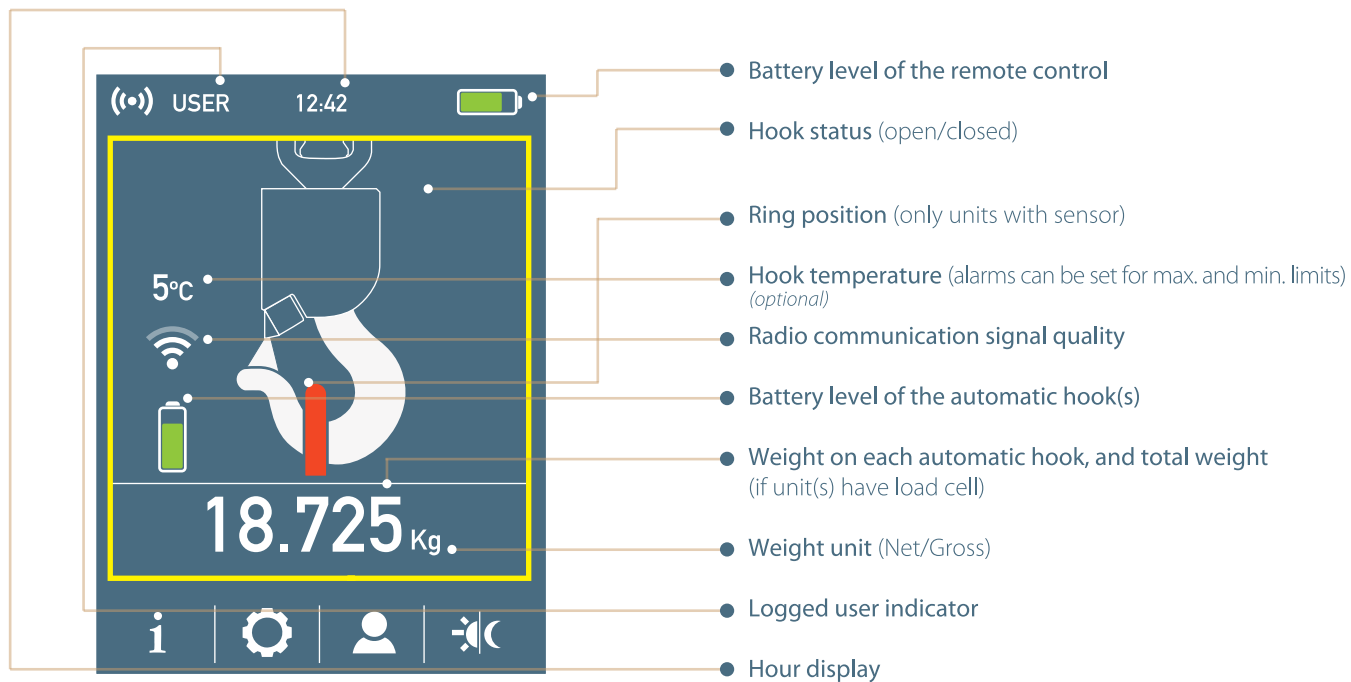 USER
12:42
5°C
18.725 Kg
i
Battery level of the remote control
Hook status (open/closed)
Ring position (only units with sensor)
Hook temperature (alarms can be set for max. and min. limits)
(optional)
Radio communication signal quality
Battery level of the automatic hook(s)
Weight on each automatic hook, and total weight
(if unit(s) have load cell)
Weight unit (Net/Gross)
Logged user indicator
Hour display